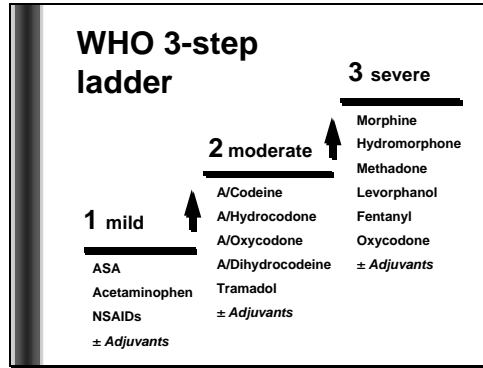 WHO 3-step
ladder
1 mild
ASA
Acetaminophen
NSAIDs
± Adjuvants
2 moderate
A/Codeine
A/Hydrocodone
A/Oxycodone
A/Dihydrocodeine
Tramadol
± Adjuvants
3 severe
Morphine
Hydromorphone
Methadone
Levorphanol
Fentanyl
Oxycodone
± Adjuvants